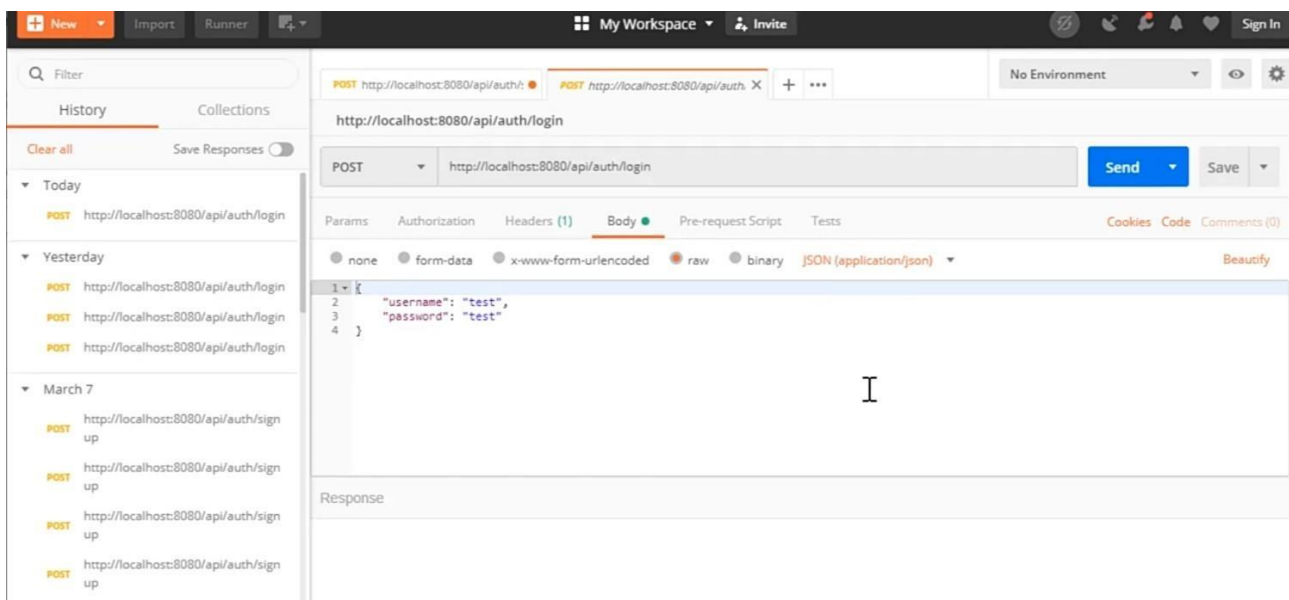 New Import Runner My Workspace Invite Sign In
Filter
History Collections
Clear all Save Responses
Today
POST http://localhost:8080/api/auth/login
Yesterday
POST http://localhost:8080/api/auth/login
POST http://localhost:8080/api/auth/login
POST http://localhost:8080/api/auth/login
March 7
POST http://localhost:8080/api/auth/sign
up
POST http://localhost:8080/api/auth/sign
up
POST http://localhost:8080/api/auth/sign
up
POST http://localhost:8080/api/auth/sign
up
POST http://localhost:8080/api/auth/: POST http://localhost:8080/api/auth. X + ••• No Environment
http://localhost:8080/api/auth/login
POST http://localhost:8080/api/auth/login Send Save
Params Authorization Headers (1) Body Pre-request Script Tests Cookies Code Comments (0)
none form-data x-www-form-urlencoded raw binary JSON (application/json) Beautify
1 {
2 "username": "test",
3 "password": "test"
4 }
Response